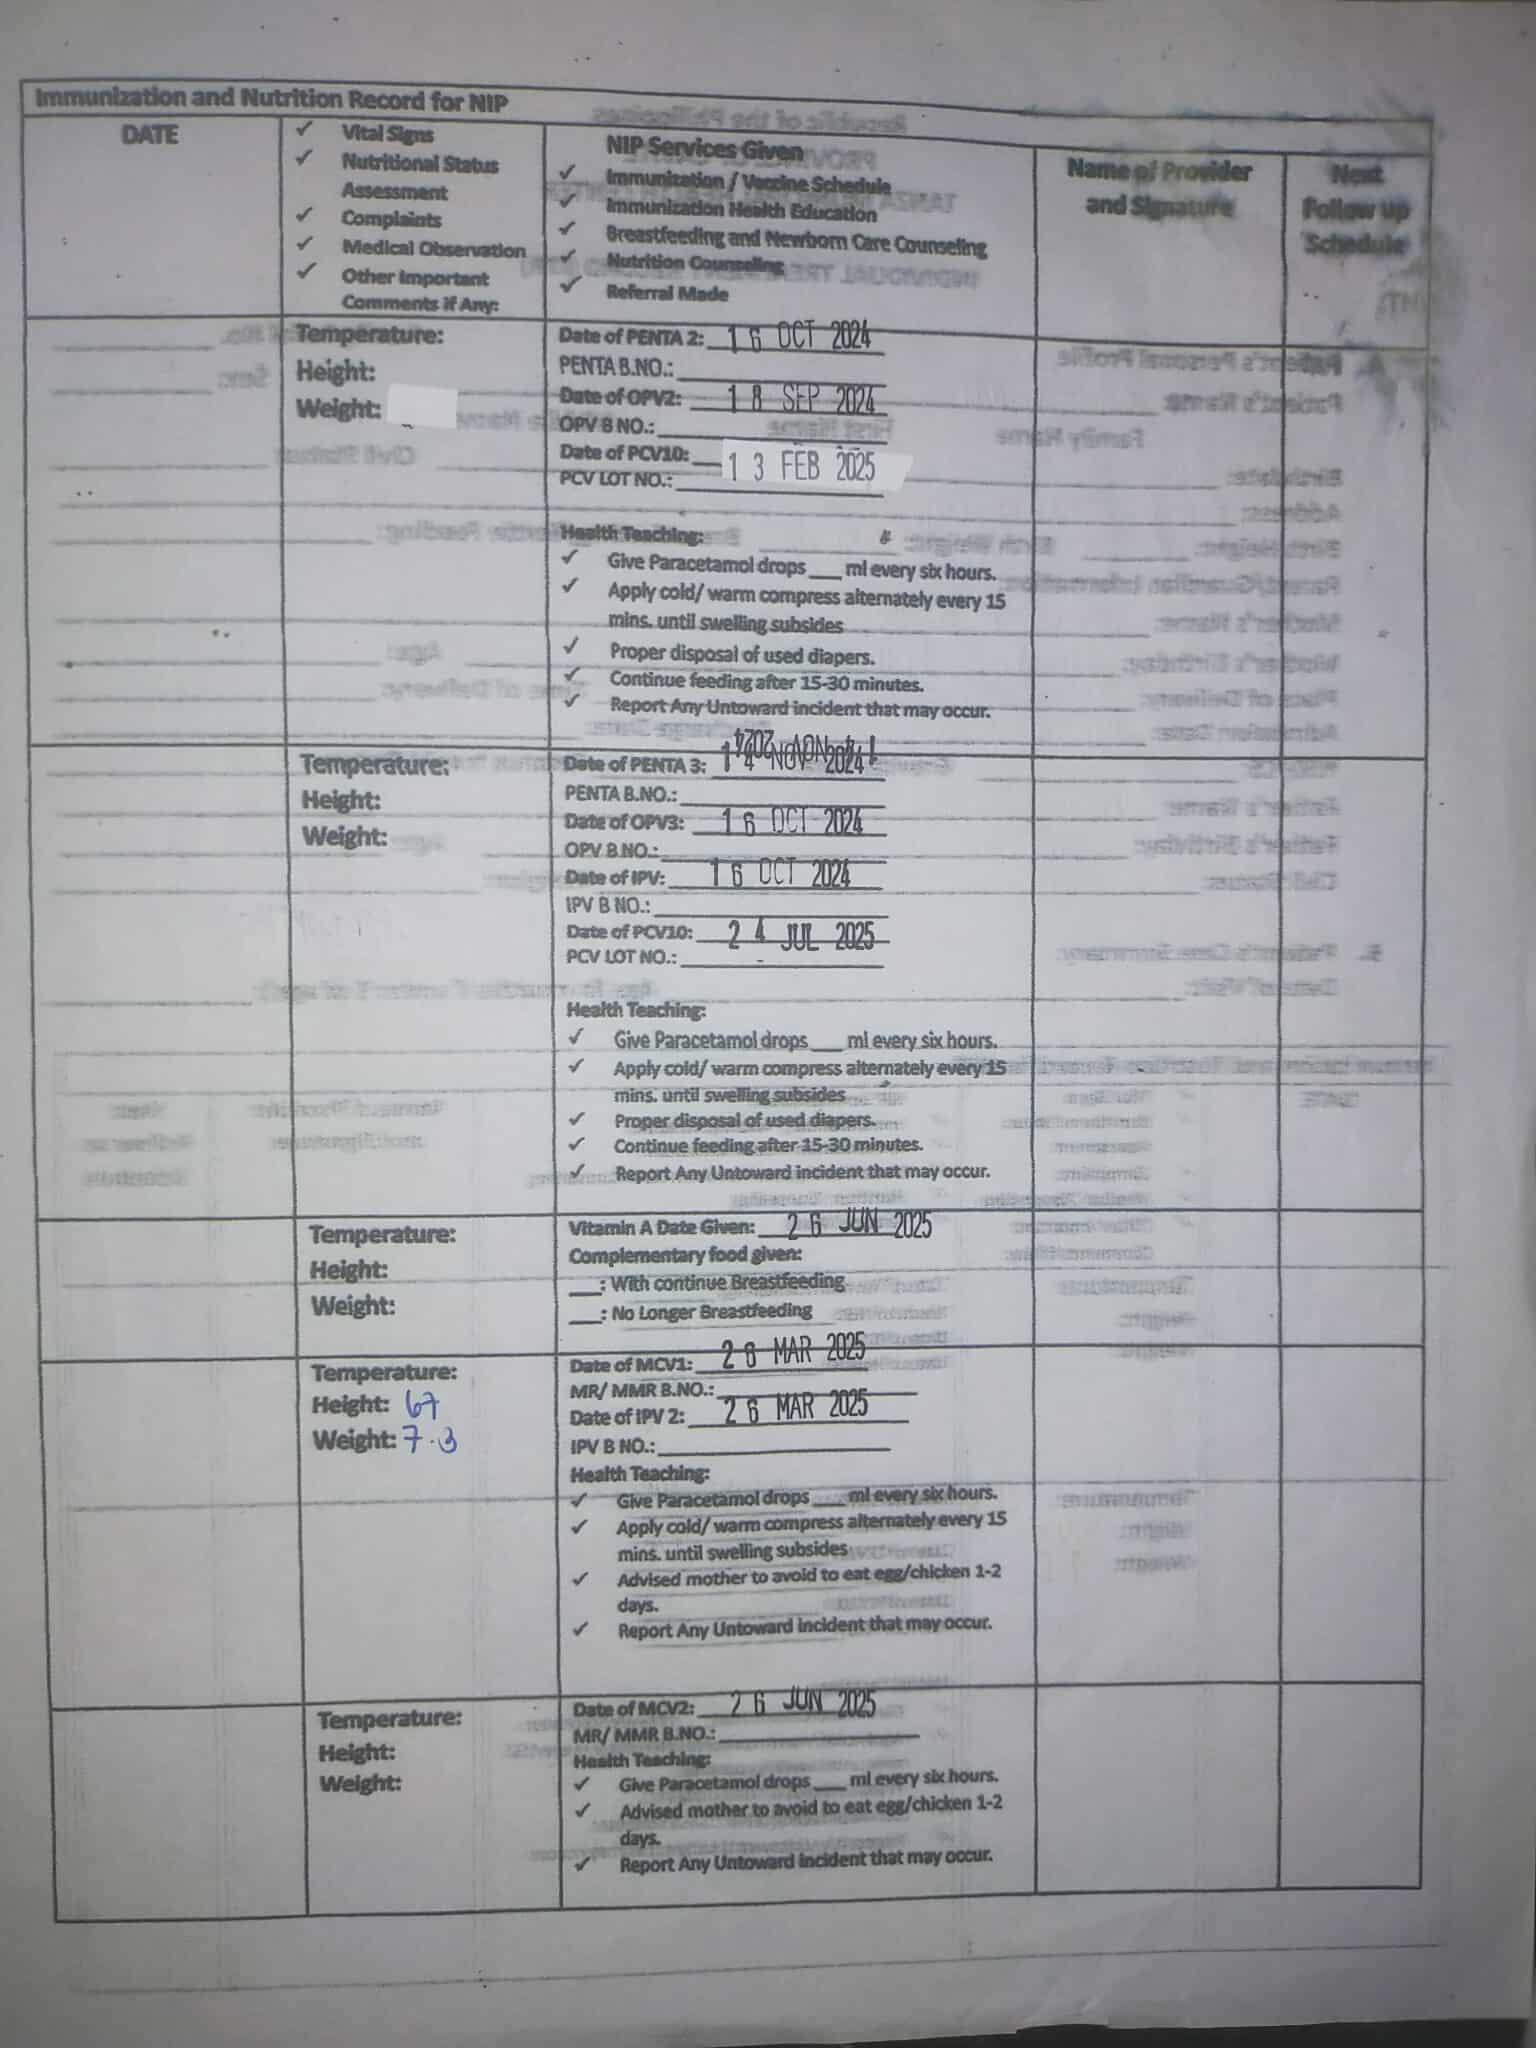 Immunization and Nutrition Record for NIP
DATE
✓ Vital Signs
✓ Nutritional Status
Assessment
✓ Complaints
✓ Medical Observation
✓ Other Important
Comments if Any:
NIP Services Given
✓ Immunization / Vaccine Schedule
✓ Immunization Health Education
✓ Breastfeeding and Newborn Care Counseling
✓ Nutrition Counseling
✓ Referral Made
Name of Provider
and Signature
Next
Follow up
Schedule
Temperature:
Height:
Weight:
Date of PENTA 2: 16 OCT 2024
PENTA B.NO.:
Date of OPV2: 18 SEP 2024
OPV B NO.:
Date of PCV10: 13 FEB 2025
PCV LOT NO.:
Health Teaching:
✓ Give Paracetamol drops ___ ml every six hours.
✓ Apply cold/ warm compress alternately every 15
mins. until swelling subsides
✓ Proper disposal of used diapers.
✓ Continue feeding after 15-30 minutes.
✓ Report Any Untoward incident that may occur.
Temperature:
Height:
Weight:
Date of PENTA 3: 14 NOV 2024
PENTA B.NO.:
Date of OPV3: 16 OCT 2024
OPV B NO.:
Date of IPV: 16 OCT 2024
IPV B NO.:
Date of PCV10: 24 JUL 2025
PCV LOT NO.:
Health Teaching:
✓ Give Paracetamol drops ___ ml every six hours.
✓ Apply cold/ warm compress alternately every 15
mins. until swelling subsides
✓ Proper disposal of used diapers.
✓ Continue feeding after 15-30 minutes.
✓ Report Any Untoward incident that may occur.
Temperature:
Height:
Weight:
Vitamin A Date Given: 26 JUN 2025
Complementary food given:
___: With continue Breastfeeding
___: No Longer Breastfeeding
Temperature:
Height: 67
Weight: 7.3
Date of MCV1: 26 MAR 2025
MR/ MMR B.NO.:
Date of IPV 2: 26 MAR 2025
IPV B NO.:
Health Teaching:
✓ Give Paracetamol drops ___ ml every six hours.
✓ Apply cold/ warm compress alternately every 15
mins. until swelling subsides
✓ Advised mother to avoid to eat egg/chicken 1-2
days.
✓ Report Any Untoward incident that may occur.
Temperature:
Height:
Weight:
Date of MCV2: 26 JUN 2025
MR/ MMR B.NO.:
Health Teaching:
✓ Give Paracetamol drops ___ ml every six hours.
✓ Advised mother to avoid to eat egg/chicken 1-2
days.
✓ Report Any Untoward incident that may occur.